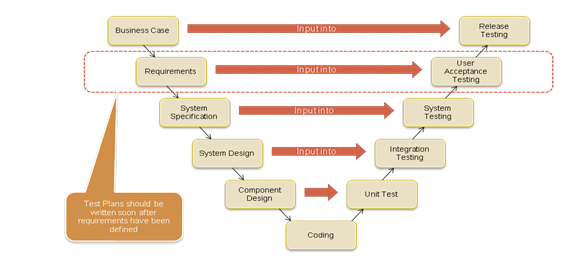 Business Case
Input into
Release
Testing
Requirements
Input into
User
Acceptance
Testing
System
Specification
Input into
System
Testing
System Design
Input into
Integration
Testing
Component
Design
Unit Test
Coding
Test Plans should be
written soon after
requirements have been
defined